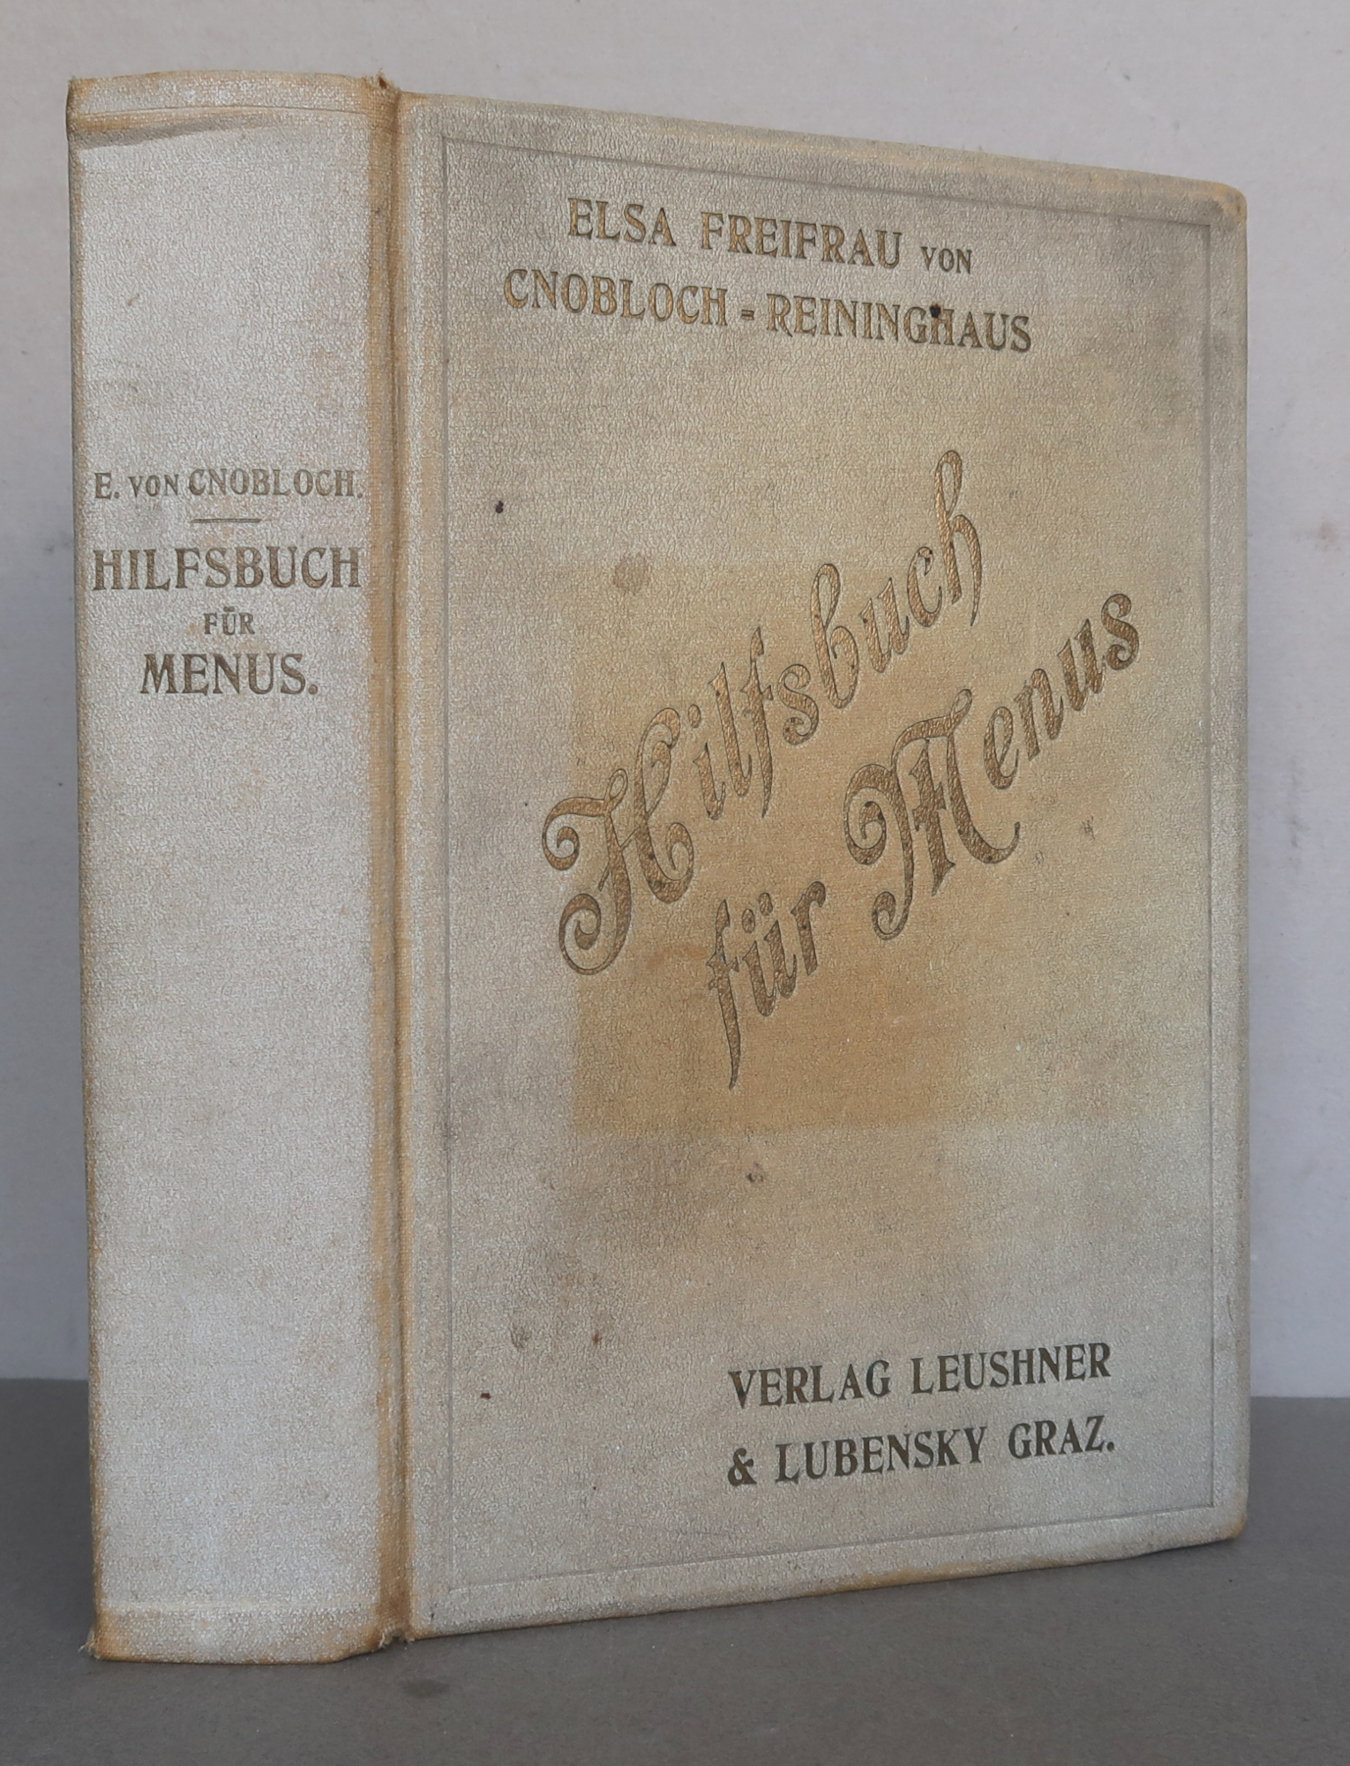 E. VON CNOBLOCH.
HILFSBUCH
FÜR
MENUS.
ELSA FREIFRAU VON
CNOBLOCH = REININGHAUS
Hilfsbuch
für Menus
VERLAG LEUSHNER
& LUBENSKY GRAZ.